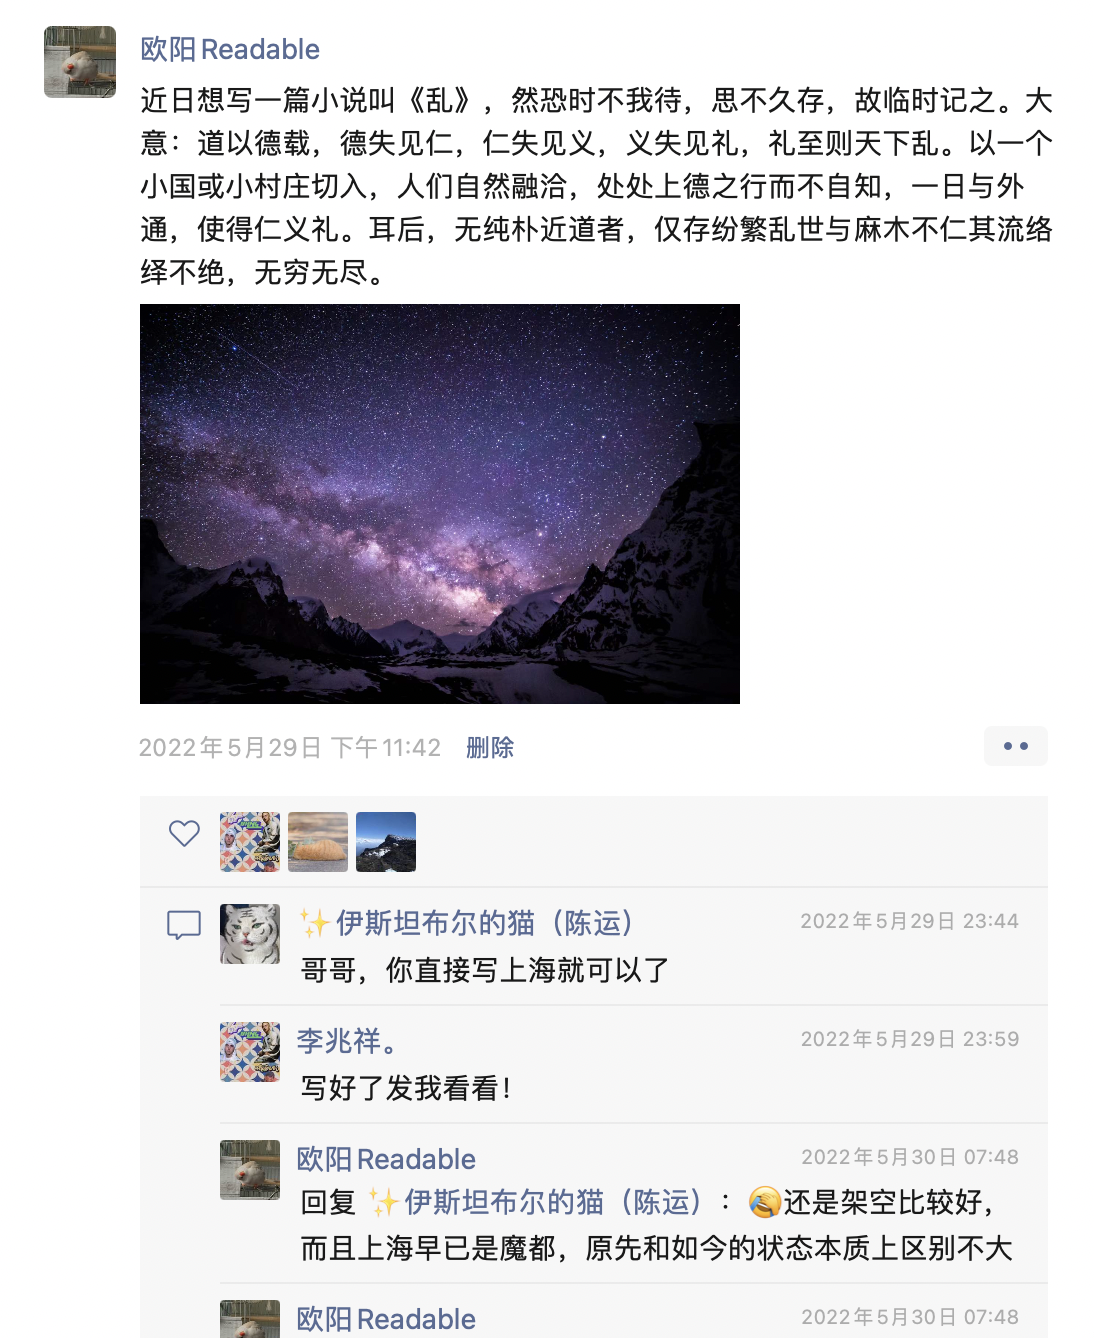 欧阳Readable
近日想写一篇小说叫《乱》，然恐时不我待，思不久存，故临时记之。大
意：道以德载，德失见仁，仁失见义，义失见礼，礼至则天下乱。以一个
小国或小村庄切入，人们自然融洽，处处上德之行而不自知，一日与外
通，使得仁义礼。耳后，无纯朴近道者，仅存纷繁乱世与麻木不仁其流络
绎不绝，无穷无尽。
2022年5月29日 下午11:42 删除
✨伊斯坦布尔的猫（陈运） 2022年5月29日 23:44
哥哥，你直接写上海就可以了
李兆祥。 2022年5月29日 23:59
写好了发我看看！
欧阳Readable 2022年5月30日 07:48
回复 ✨伊斯坦布尔的猫（陈运）：🤣还是架空比较好，
而且上海早已是魔都，原先和如今的状态本质上区别不大
欧阳Readable 2022年5月30日 07:48